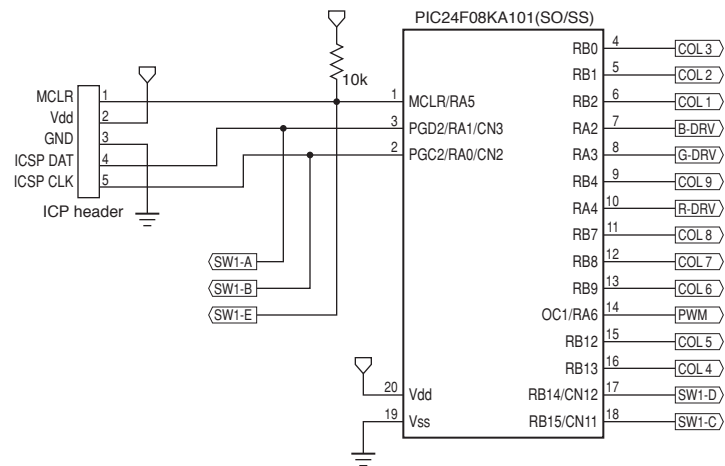 PIC24F08KA101(SO/SS)
10k
MCLR 1
Vdd 2
GND 3
ICSP DAT 4
ICSP CLK 5
ICP header
1 MCLR/RA5
3 PGD2/RA1/CN3
2 PGC2/RA0/CN2
SW1-A
SW1-B
SW1-E
20 Vdd
19 Vss
RB0 4 COL 3
RB1 5 COL 2
RB2 6 COL 1
RA2 7 B-DRV
RA3 8 G-DRV
RB4 9 COL 9
RA4 10 R-DRV
RB7 11 COL 8
RB8 12 COL 7
RB9 13 COL 6
OC1/RA6 14 PWM
RB12 15 COL 5
RB13 16 COL 4
RB14/CN12 17 SW1-D
RB15/CN11 18 SW1-C